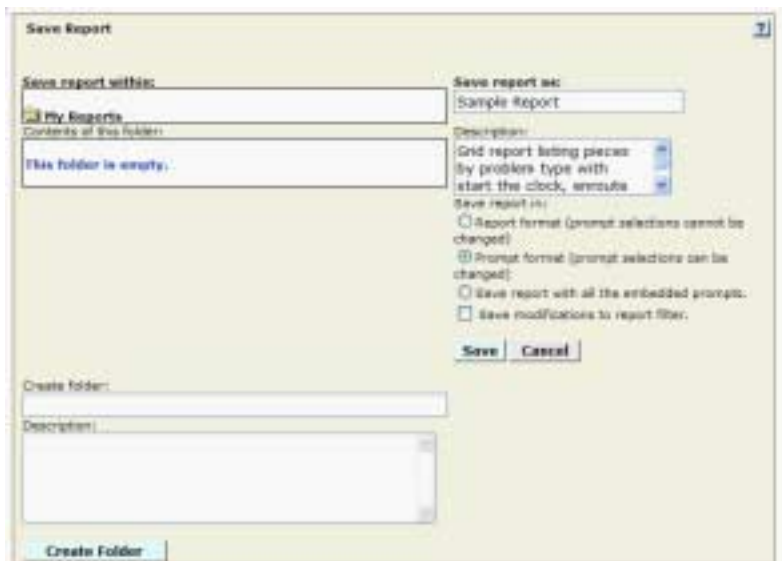 Save Report
?
Save report within:
My Reports
Contents of this folder:
This folder is empty.
Save report as:
Sample Report
Description:
Grid report listing pieces
by problem type with
start the clock, enroute
Save report in:
Report format (prompt selections cannot be
changed)
Prompt format (prompt selections can be
changed)
Save report with all the embedded prompts.
Save modifications to report filter.
Save
Cancel
Create folder:
Description:
Create Folder